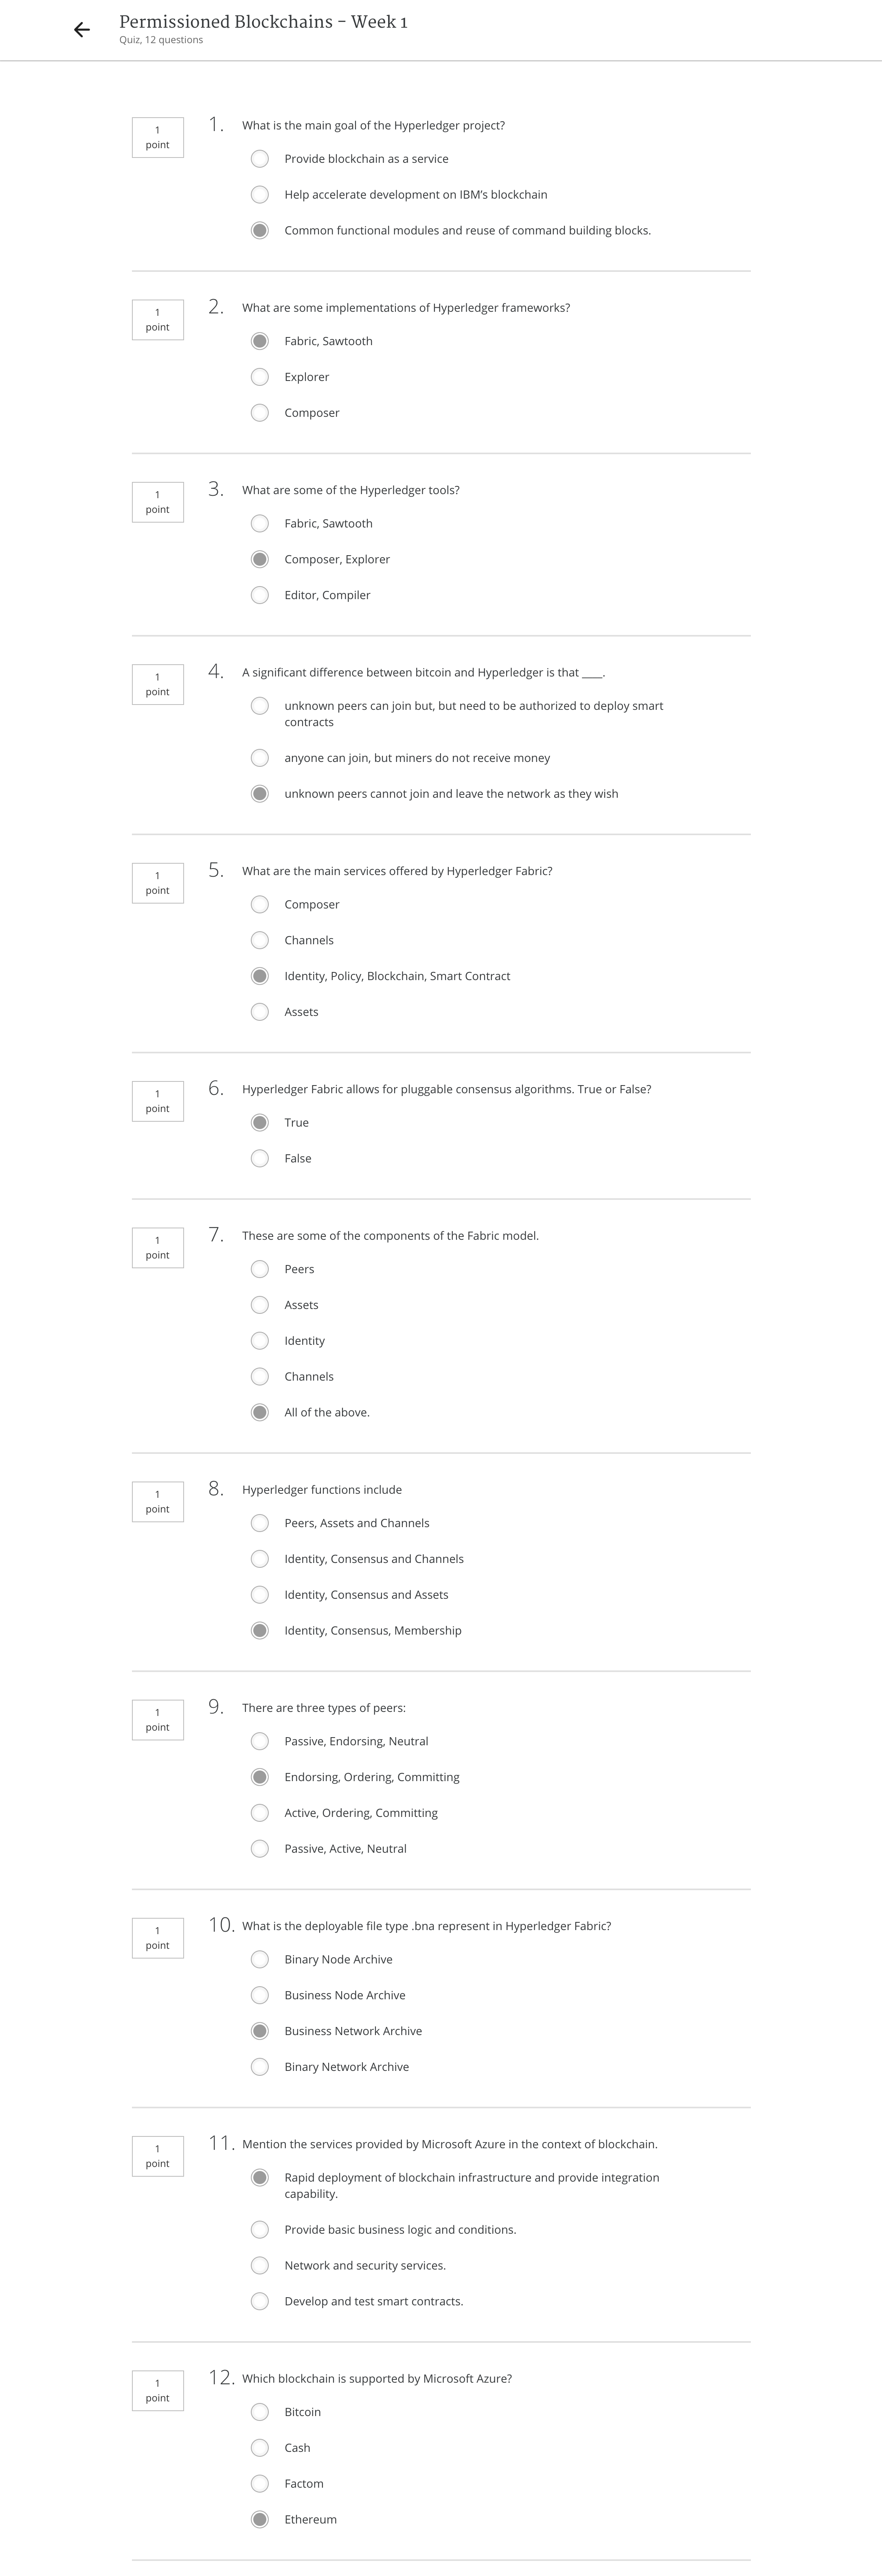 Permissioned Blockchains - Week 1
Quiz, 12 questions
1
point
1.
What is the main goal of the Hyperledger project?
Provide blockchain as a service
Help accelerate development on IBM's blockchain
Common functional modules and reuse of command building blocks.
1
point
2.
What are some implementations of Hyperledger frameworks?
Fabric, Sawtooth
Explorer
Composer
1
point
3.
What are some of the Hyperledger tools?
Fabric, Sawtooth
Composer, Explorer
Editor, Compiler
1
point
4.
A significant difference between bitcoin and Hyperledger is that ____.
unknown peers can join but, but need to be authorized to deploy smart
contracts
anyone can join, but miners do not receive money
unknown peers cannot join and leave the network as they wish
1
point
5.
What are the main services offered by Hyperledger Fabric?
Composer
Channels
Identity, Policy, Blockchain, Smart Contract
Assets
1
point
6.
Hyperledger Fabric allows for pluggable consensus algorithms. True or False?
True
False
1
point
7.
These are some of the components of the Fabric model.
Peers
Assets
Identity
Channels
All of the above.
1
point
8.
Hyperledger functions include
Peers, Assets and Channels
Identity, Consensus and Channels
Identity, Consensus and Assets
Identity, Consensus, Membership
1
point
9.
There are three types of peers:
Passive, Endorsing, Neutral
Endorsing, Ordering, Committing
Active, Ordering, Committing
Passive, Active, Neutral
1
point
10.
What is the deployable file type .bna represent in Hyperledger Fabric?
Binary Node Archive
Business Node Archive
Business Network Archive
Binary Network Archive
1
point
11.
Mention the services provided by Microsoft Azure in the context of blockchain.
Rapid deployment of blockchain infrastructure and provide integration
capability.
Provide basic business logic and conditions.
Network and security services.
Develop and test smart contracts.
1
point
12.
Which blockchain is supported by Microsoft Azure?
Bitcoin
Cash
Factom
Ethereum